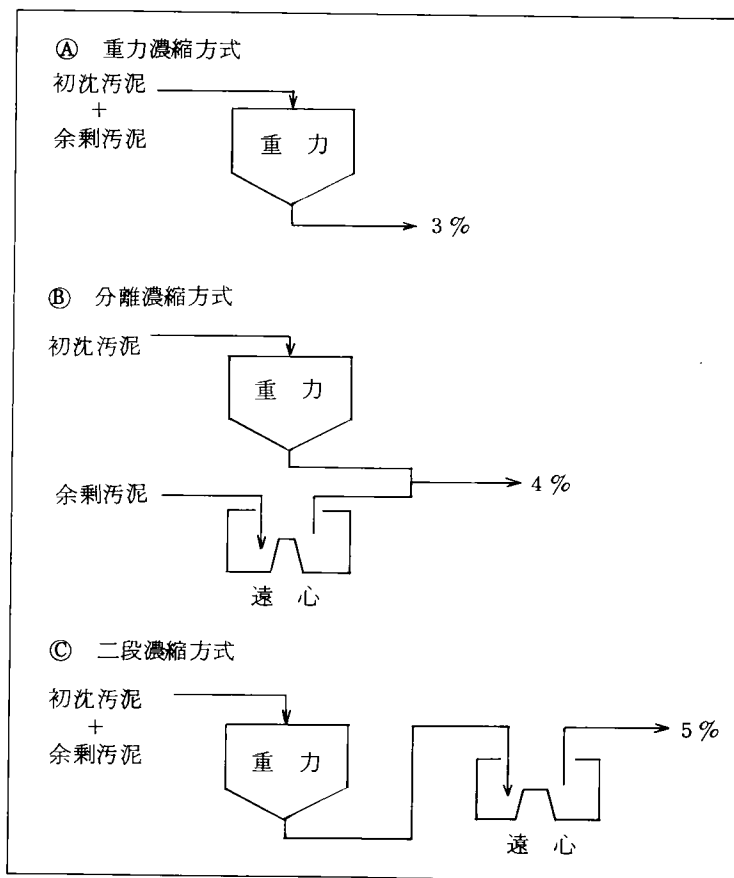 Ⓐ 重力濃縮方式
初沈汚泥
+
余剰汚泥
重 力
3%
Ⓑ 分離濃縮方式
初沈汚泥
重 力
余剰汚泥
4%
遠 心
Ⓒ 二段濃縮方式
初沈汚泥
+
余剰汚泥
重 力
5%
遠 心